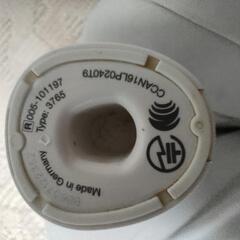 R 005-101197
Type: 3765
Made in Germany
CCAN16LP0240T9